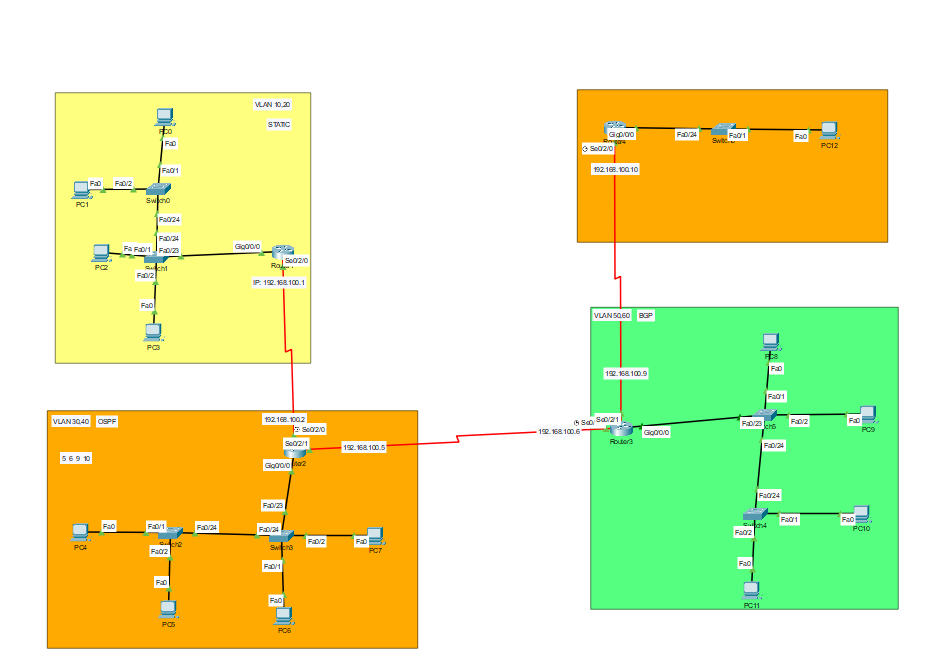 VLAN 10,20
STATIC
PC0
Fa0
Fa0/1
Fa0
Fa0/2
PC1
Switch0
Fa0/24
Fa0/24
Fa0/1
Fa0/23
PC2
Gig0/0/0
Se0/2/0
Fa0/2
IP: 192.168.100.1
Fa0
PC3
Gig0/0/0
Fa0/24
Fa0/1
Fa0
Se0/2/0
PC12
192.168.100.10
VLAN 50,60
BGP
PC8
Fa0
192.168.100.9
Fa0/1
Se0/2/1
Fa0/23
Fa0/2
Fa0
PC9
192.168.100.6
Router3
Gig0/0/0
Fa0/24
Fa0/24
Switch4
Fa0/1
Fa0
PC10
Fa0/2
Fa0
PC11
VLAN 30,40
OSPF
192.168.100.2
Se0/2/0
Se0/2/1
192.168.100.5
5 6 9 10
Gig0/0/0
Fa0/23
Fa0
Fa0/1
Fa0/24
Fa0/24
PC4
Switch2
Switch3
Fa0/2
Fa0
PC7
Fa0/2
Fa0/1
Fa0
Fa0
PC5
PC6